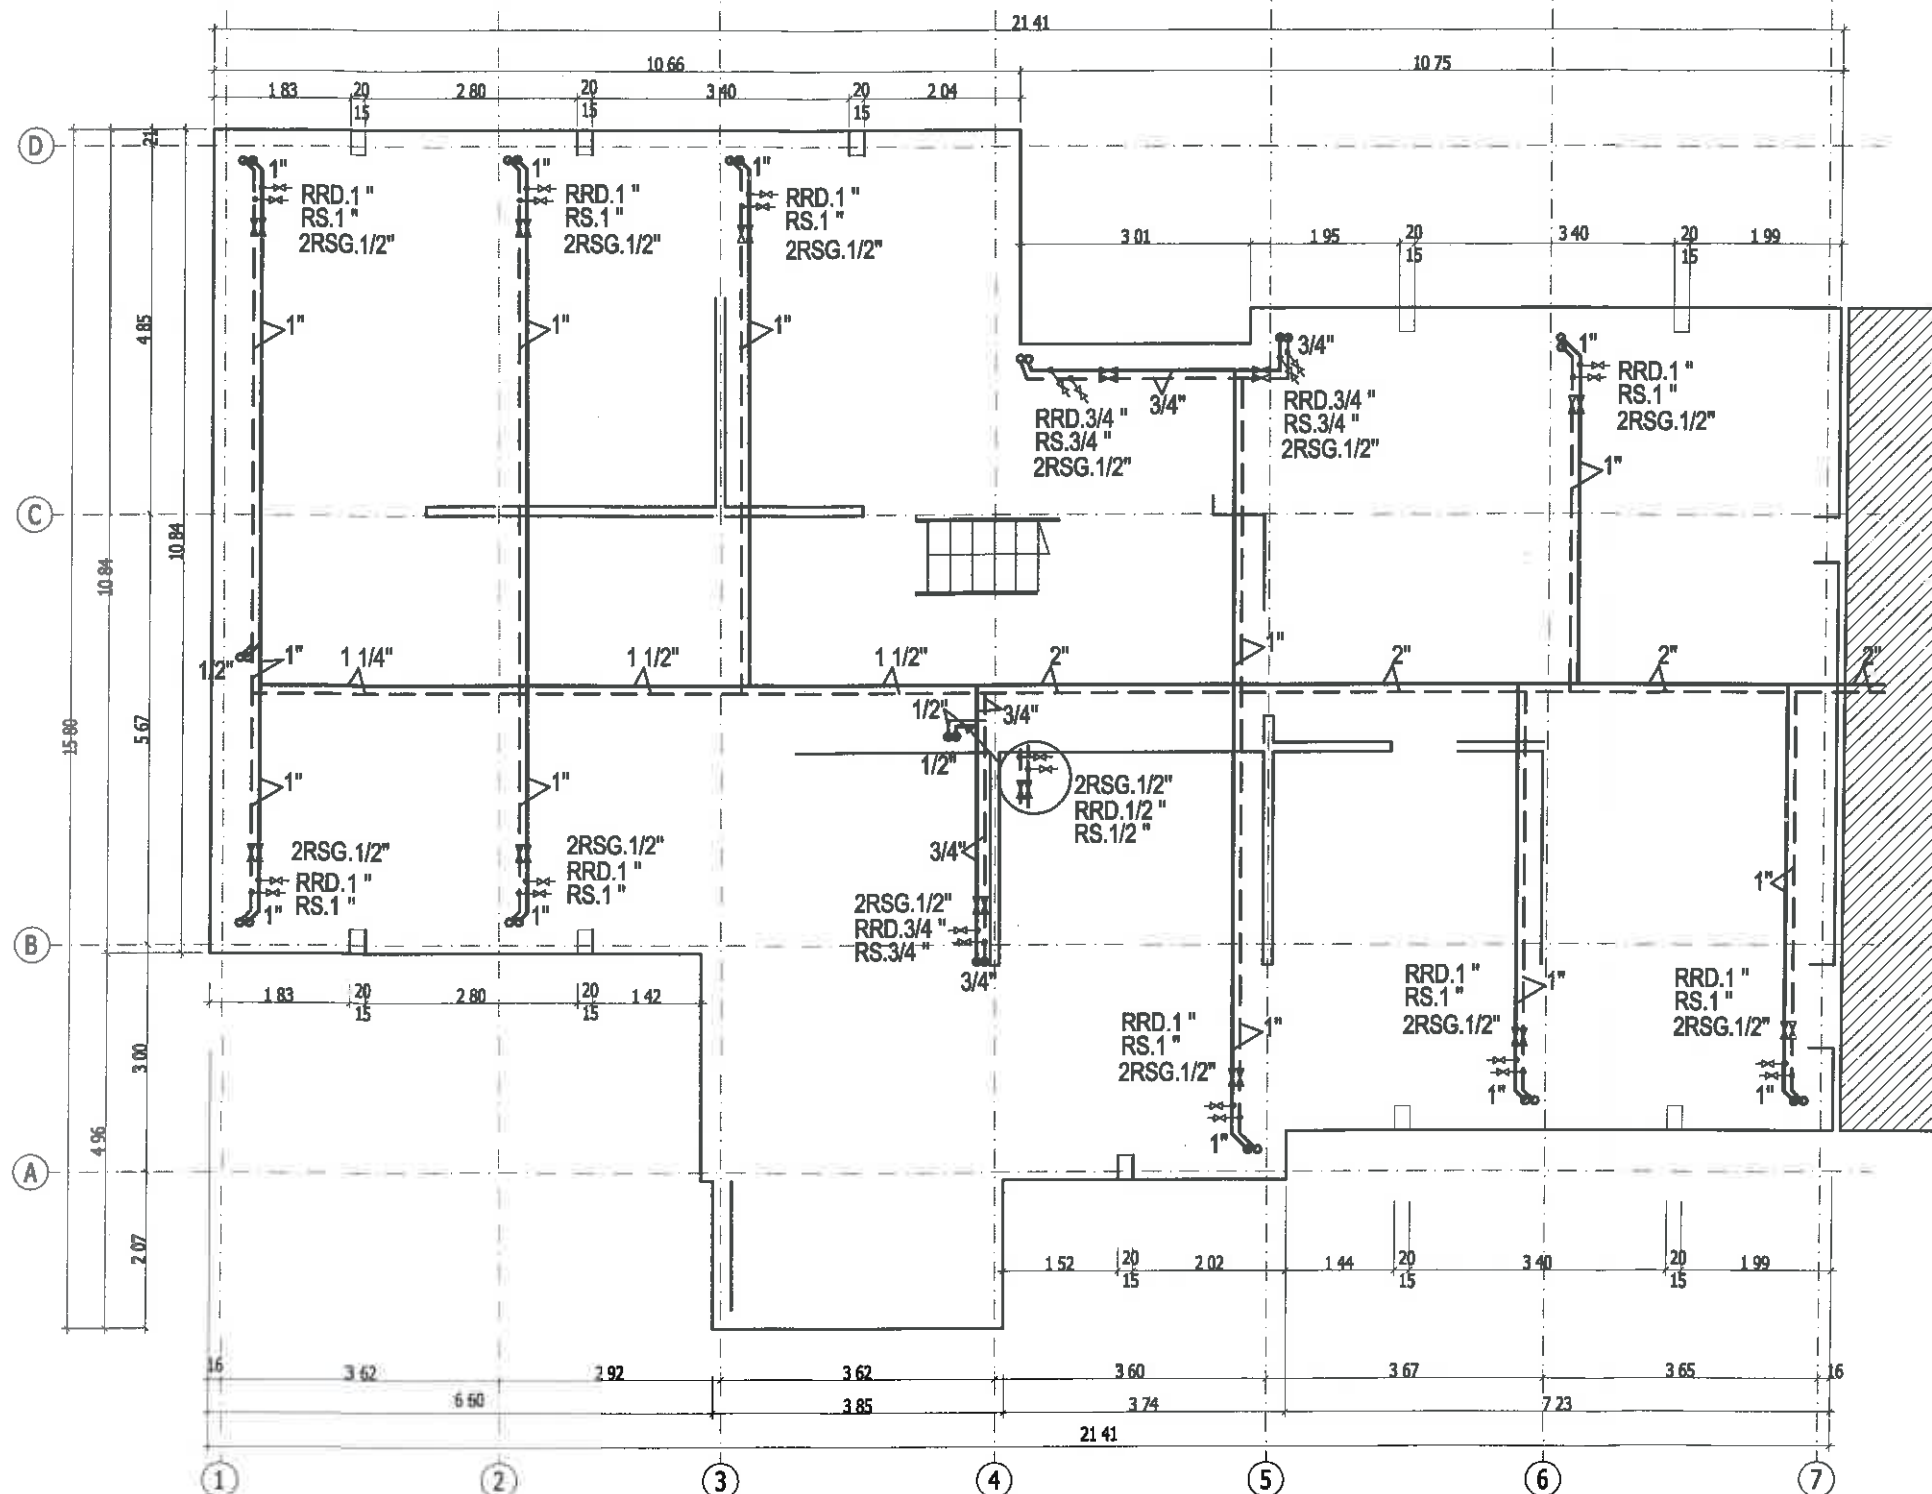 21 41
10 66
10 75
1 83
20
15
2 80
20
15
3 40
20
15
2 04
D
21
1"
RRD.1 "
RS.1 "
2RSG.1/2"
1"
RRD.1 "
RS.1 "
2RSG.1/2"
1"
RRD.1 "
RS.1 "
2RSG.1/2"
3 01
1 95
20
15
3 40
20
15
1 99
4 85
1"
1"
1"
3/4"
3/4"
RRD.3/4 "
RS.3/4 "
2RSG.1/2"
RRD.3/4 "
RS.3/4 "
2RSG.1/2"
1"
RRD.1 "
RS.1 "
2RSG.1/2"
1"
C
10 84
10 84
1/2"
1"
1 1/4"
1 1/2"
1 1/2"
2"
1"
2"
2"
2"
15 80
5 67
1/2"
3/4"
1/2"
2RSG.1/2"
RRD.1/2 "
RS.1/2 "
1"
1"
3/4"
2RSG.1/2"
RRD.1 "
RS.1 "
1"
2RSG.1/2"
RRD.1 "
RS.1 "
1"
2RSG.1/2"
RRD.3/4 "
RS.3/4 "
3/4"
1"
B
1 83
20
15
2 80
20
15
1 42
RRD.1 "
RS.1 "
2RSG.1/2"
1"
1"
RRD.1 "
RS.1 "
2RSG.1/2"
1"
1"
RRD.1 "
RS.1 "
2RSG.1/2"
1"
3 00
4 96
A
2 07
1 52
20
15
2 02
1 44
20
15
3 40
20
15
1 99
16
3 62
2 92
3 62
3 60
3 67
3 65
16
6 60
3 85
3 74
7 23
21 41
1
2
3
4
5
6
7